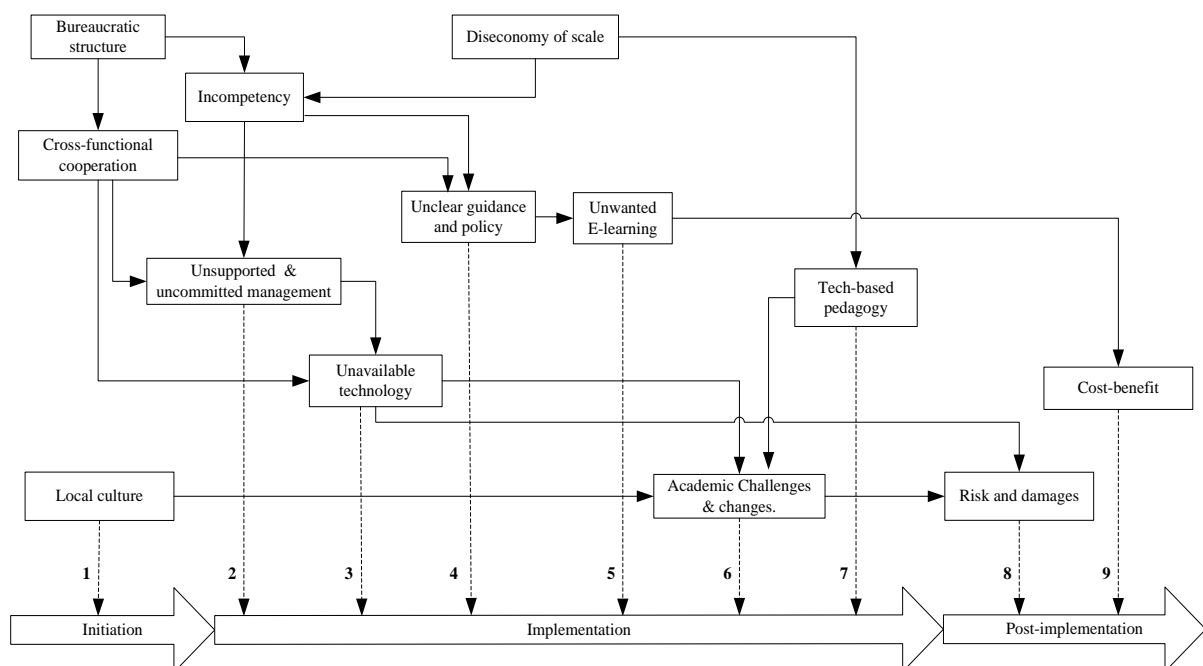 Bureaucratic
structure
Diseconomy of scale
Incompetency
Cross-functional
cooperation
Unclear guidance
and policy
Unwanted
E-learning
Unsupported &
uncommitted management
Tech-based
pedagogy
Unavailable
technology
Cost-benefit
Local culture
Academic Challenges
& changes.
Risk and damages
1
2
3
4
5
6
7
8
9
Initiation
Implementation
Post-implementation